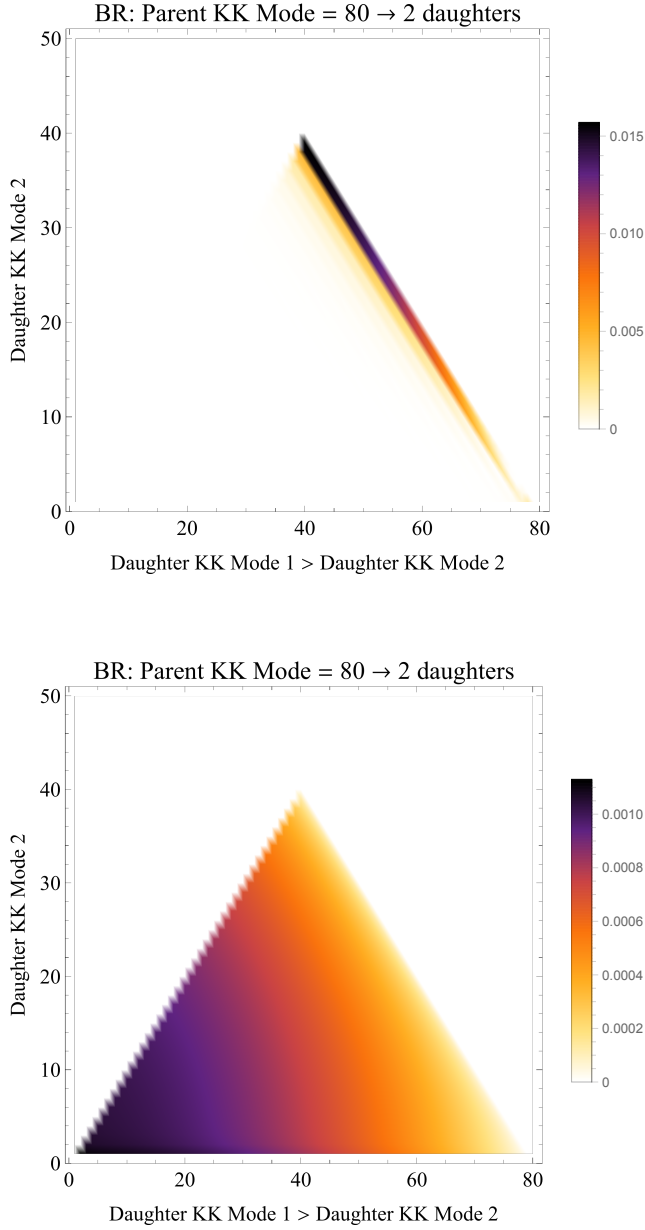 BR: Parent KK Mode = 80 → 2 daughters
50
40
30
20
10
0
Daughter KK Mode 2
0 20 40 60 80
Daughter KK Mode 1 > Daughter KK Mode 2
0.015
0.010
0.005
0
BR: Parent KK Mode = 80 → 2 daughters
50
40
30
20
10
0
Daughter KK Mode 2
0 20 40 60 80
Daughter KK Mode 1 > Daughter KK Mode 2
0.0010
0.0008
0.0006
0.0004
0.0002
0